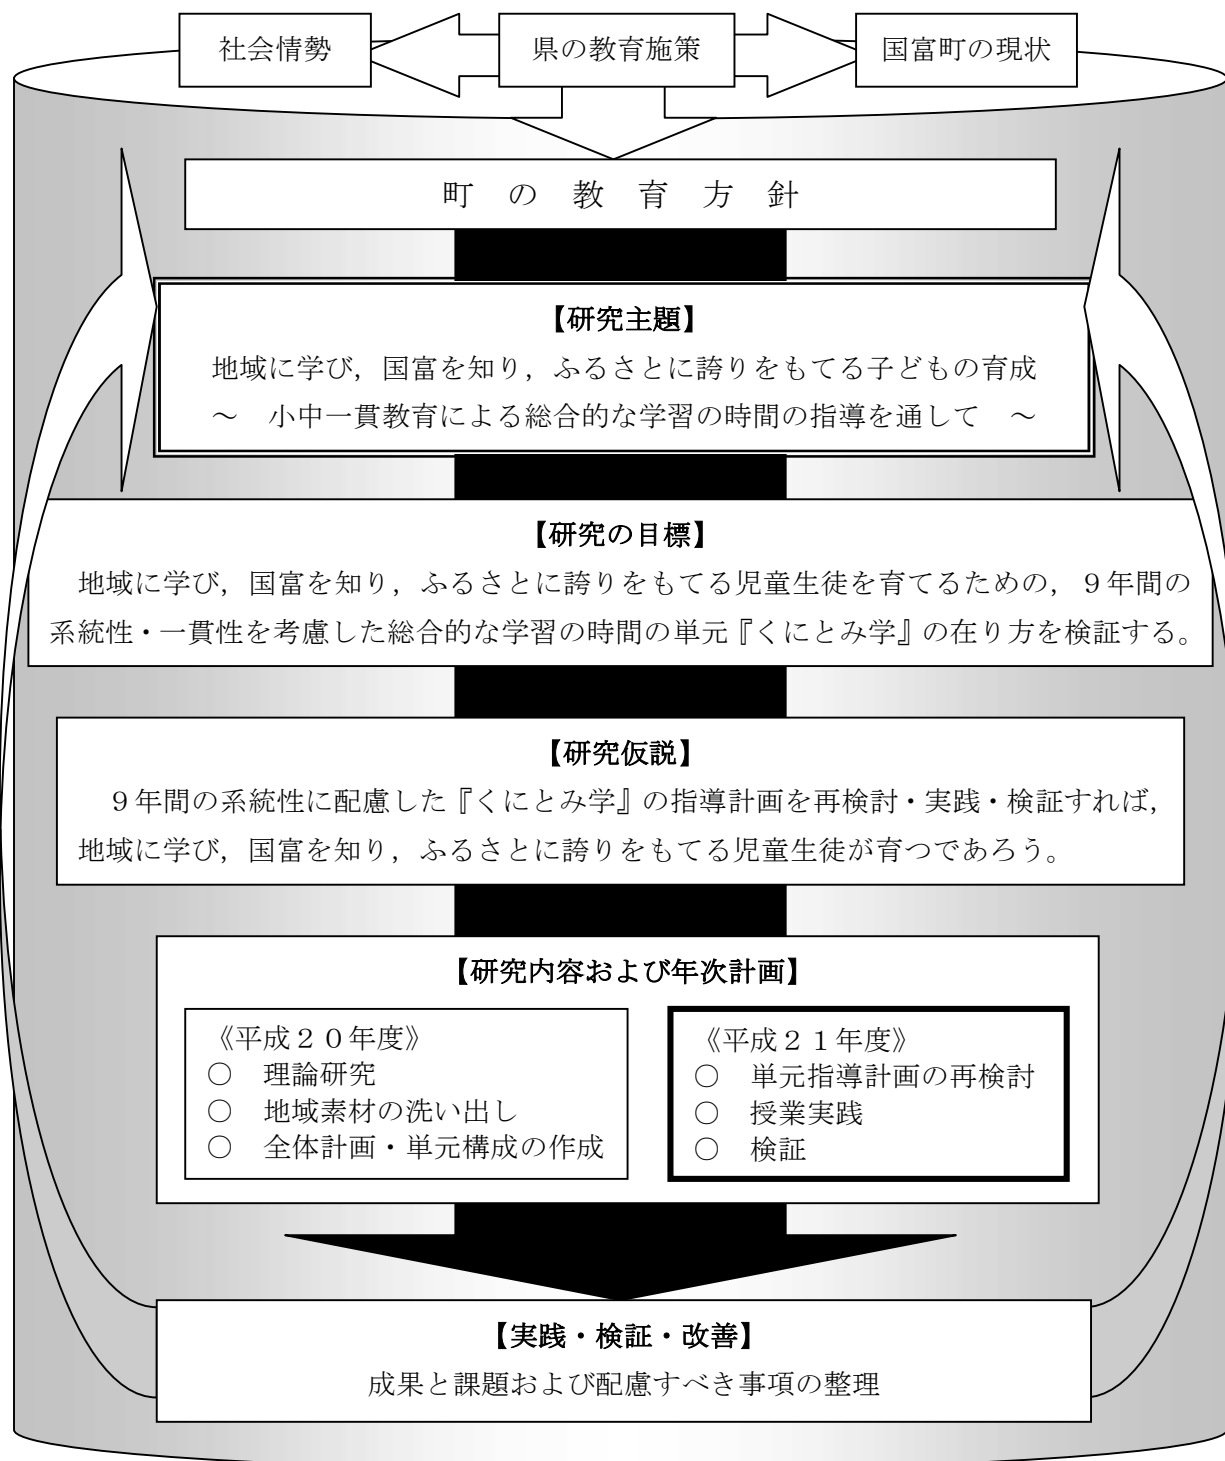 社会情勢
県の教育施策
国富町の現状
町の教育方針
【研究主題】
地域に学び，国富を知り，ふるさとに誇りをもてる子どもの育成
～　小中一貫教育による総合的な学習の時間の指導を通して　～
【研究の目標】
地域に学び，国富を知り，ふるさとに誇りをもてる児童生徒を育てるための，９年間の
系統性・一貫性を考慮した総合的な学習の時間の単元『くにとみ学』の在り方を検証する。
【研究仮説】
９年間の系統性に配慮した『くにとみ学』の指導計画を再検討・実践・検証すれば，
地域に学び，国富を知り，ふるさとに誇りをもてる児童生徒が育つであろう。
【研究内容および年次計画】
《平成２０年度》
○　理論研究
○　地域素材の洗い出し
○　全体計画・単元構成の作成
《平成２１年度》
○　単元指導計画の再検討
○　授業実践
○　検証
【実践・検証・改善】
成果と課題および配慮すべき事項の整理